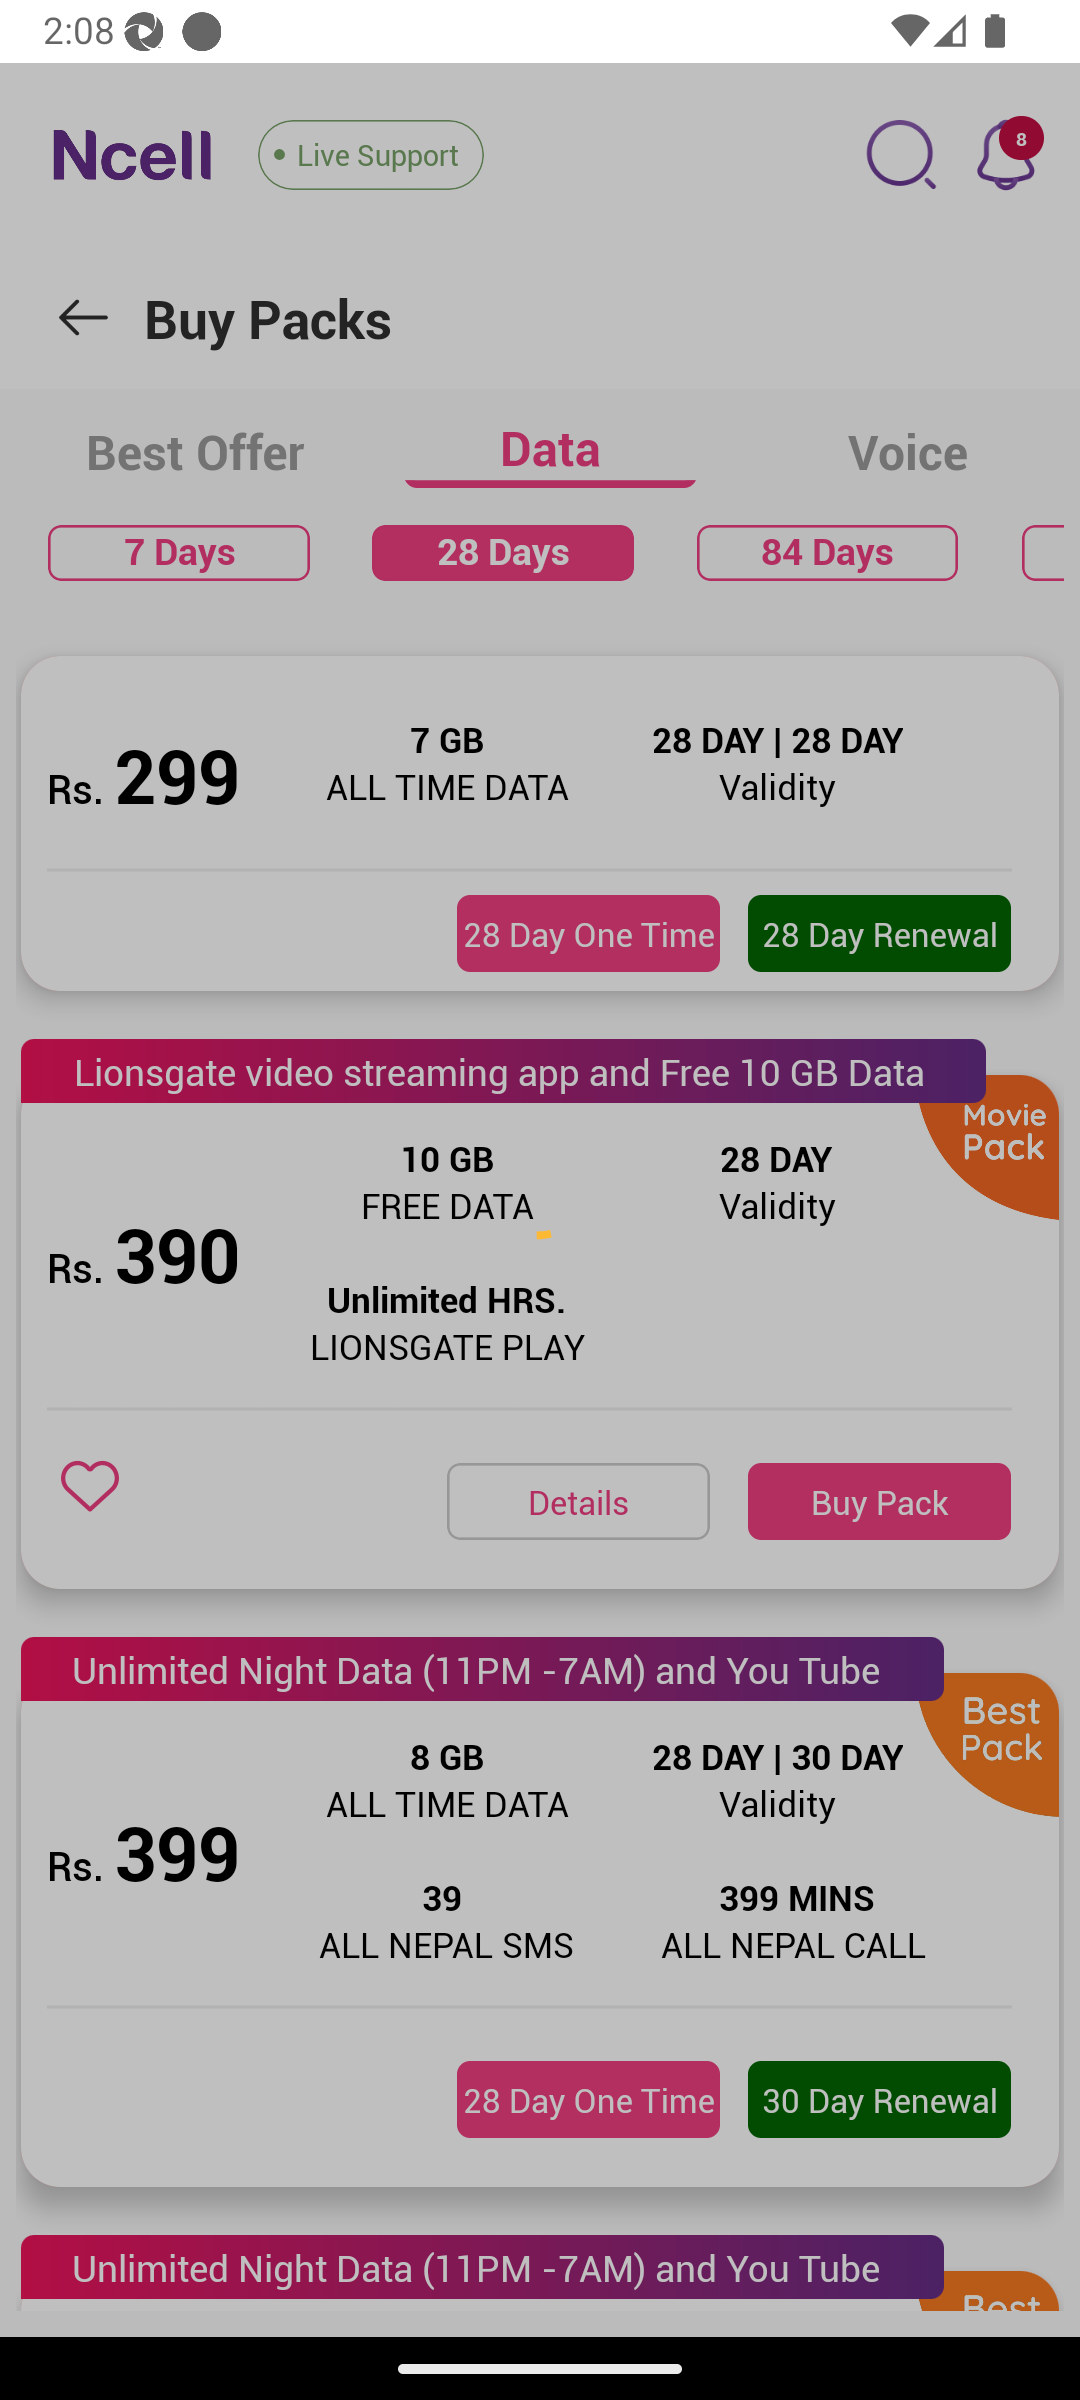 2:08
Ncell
Live Support
8
Buy Packs
Best Offer
Data
Voice
7 Days
28 Days
84 Days
Rs. 299
7 GB
ALL TIME DATA
28 DAY | 28 DAY
Validity
28 Day One Time
28 Day Renewal
Lionsgate video streaming app and Free 10 GB Data
Movie
Pack
Rs. 390
10 GB
FREE DATA
28 DAY
Validity
Unlimited HRS.
LIONSGATE PLAY
Details
Buy Pack
Unlimited Night Data (11PM -7AM) and You Tube
Best
Pack
Rs. 399
8 GB
ALL TIME DATA
28 DAY | 30 DAY
Validity
39
ALL NEPAL SMS
399 MINS
ALL NEPAL CALL
28 Day One Time
30 Day Renewal
Unlimited Night Data (11PM -7AM) and You Tube
Best